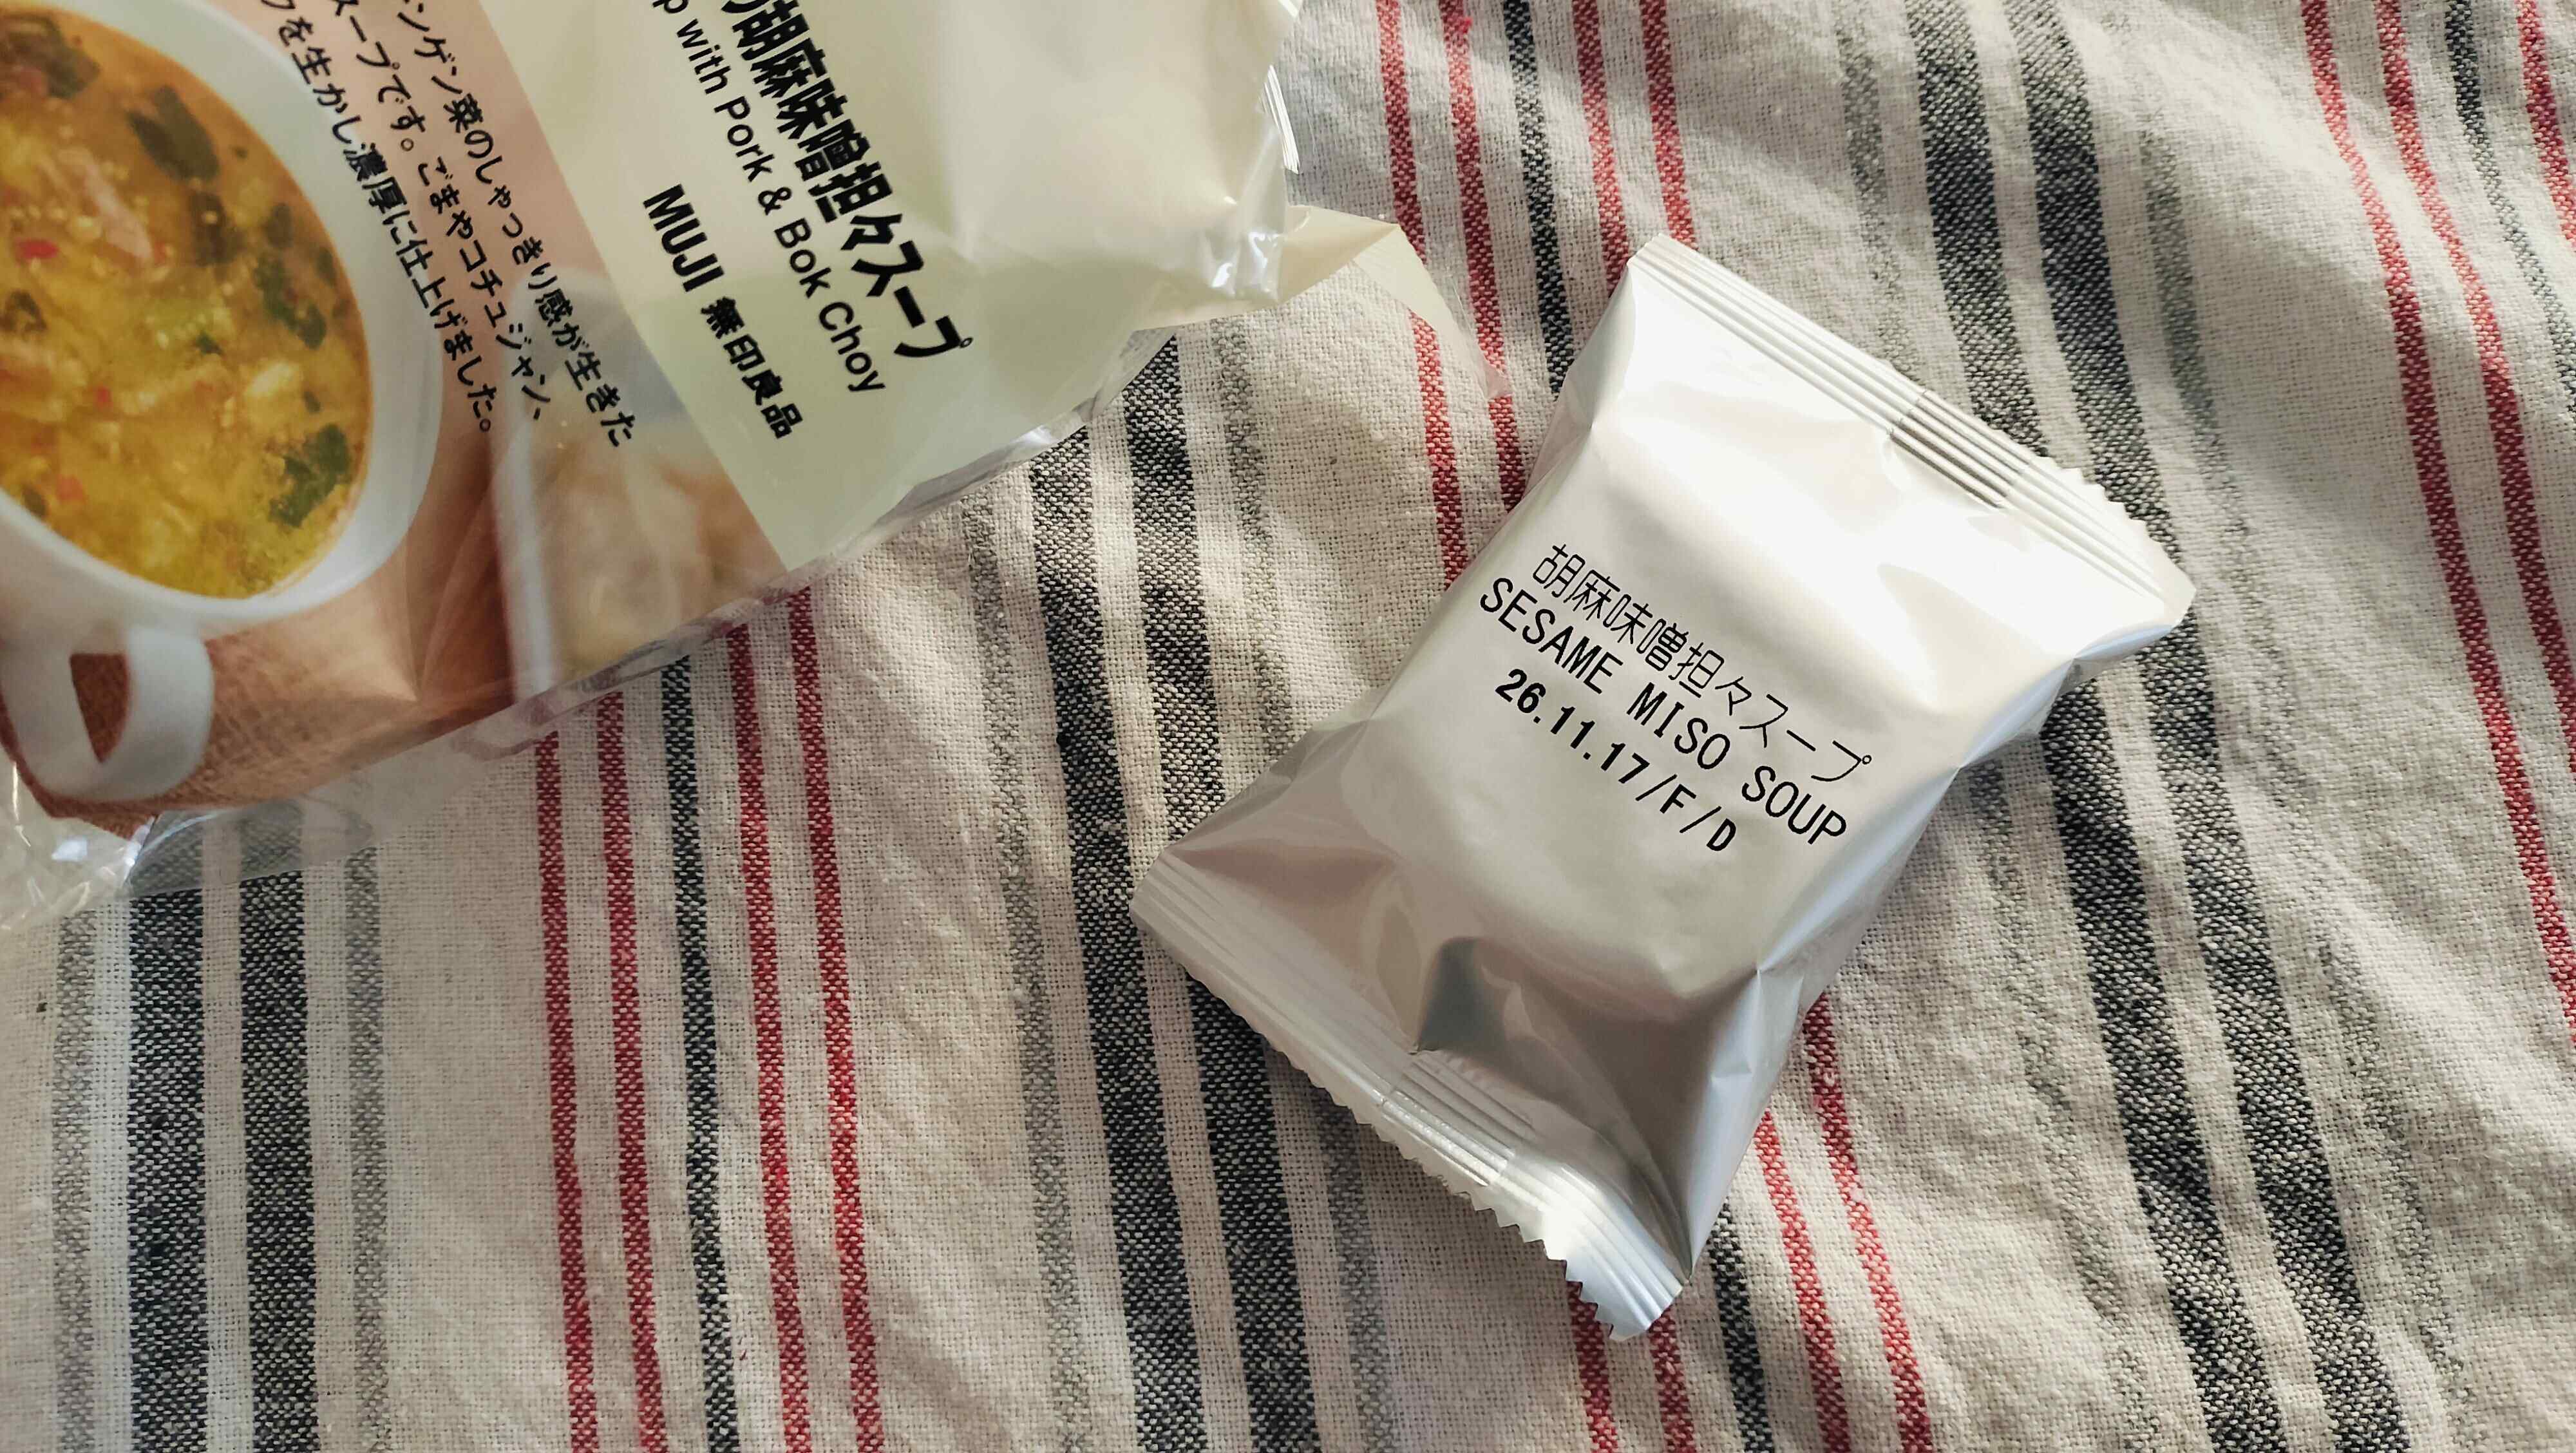 胡麻味噌担々スープ
with Pork & Bok Choy
MUJI 無印良品
ンゲン菜のしゃっきり感が生きた
スープです。ごまやコチュジャン、
を生かし濃厚に仕上げました。
胡麻味噌担々スープ
SESAME MISO SOUP
26.11.17/F/D